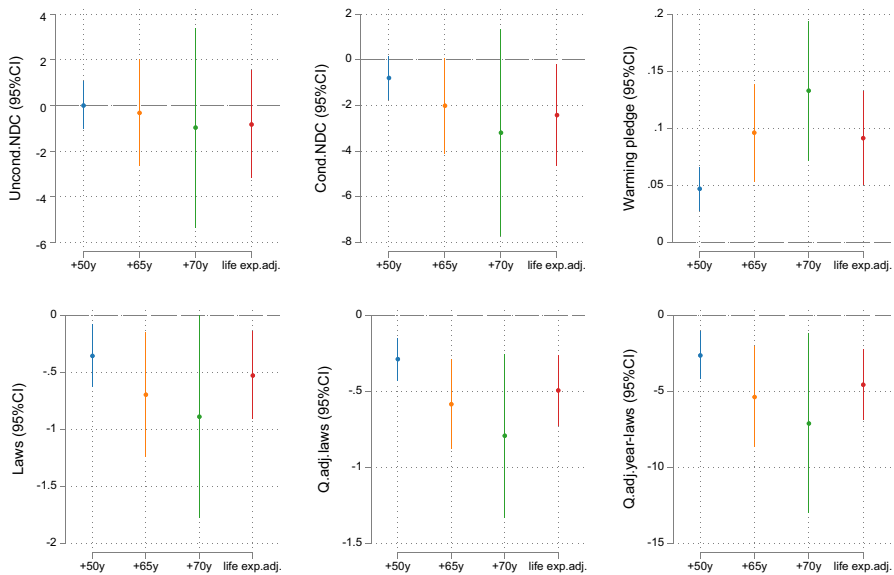 Uncond.NDC (95%CI)
4
2
0
-2
-4
-6
+50y +65y +70y life exp.adj.
Cond.NDC (95%CI)
2
0
-2
-4
-6
-8
+50y +65y +70y life exp.adj.
Warming pledge (95%CI)
.2
.15
.1
.05
0
+50y +65y +70y life exp.adj.
Laws (95%CI)
0
-.5
-1
-1.5
-2
+50y +65y +70y life exp.adj.
Q.adj.laws (95%CI)
0
-.5
-1
-1.5
+50y +65y +70y life exp.adj.
Q.adj.year-laws (95%CI)
0
-5
-10
-15
+50y +65y +70y life exp.adj.